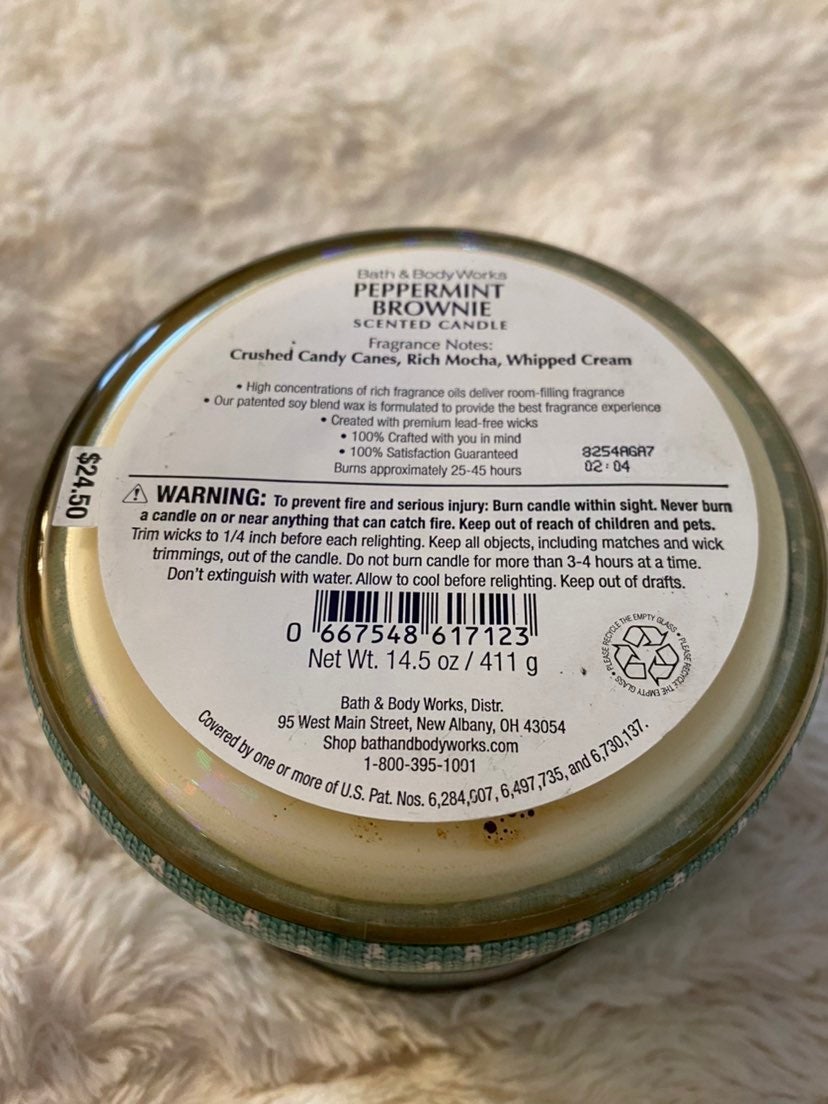 Bath & Body Works
PEPPERMINT
BROWNIE
SCENTED CANDLE
Fragrance Notes:
Crushed Candy Canes, Rich Mocha, Whipped Cream
• High concentrations of rich fragrance oils deliver room-filling fragrance
• Our patented soy blend wax is formulated to provide the best fragrance experience
• Created with premium lead-free wicks
• 100% Crafted with you in mind
• 100% Satisfaction Guaranteed
Burns approximately 25-45 hours
8254AGA7
02:04
$24.50
WARNING: To prevent fire and serious injury: Burn candle within sight. Never burn
a candle on or near anything that can catch fire. Keep out of reach of children and pets.
Trim wicks to 1/4 inch before each relighting. Keep all objects, including matches and wick
trimmings, out of the candle. Do not burn candle for more than 3-4 hours at a time.
Don't extinguish with water. Allow to cool before relighting. Keep out of drafts.
0 667548 617123
Net Wt. 14.5 oz / 411 g
• PLEASE RECYCLE THE EMPTY GLASS • PLEASE RECYCLE THE EMPTY GLASS
Bath & Body Works, Distr.
95 West Main Street, New Albany, OH 43054
Shop bathandbodyworks.com
1-800-395-1001
Covered by one or more of U.S. Pat. Nos. 6,284,007, 6,497,735, and 6,730,137.